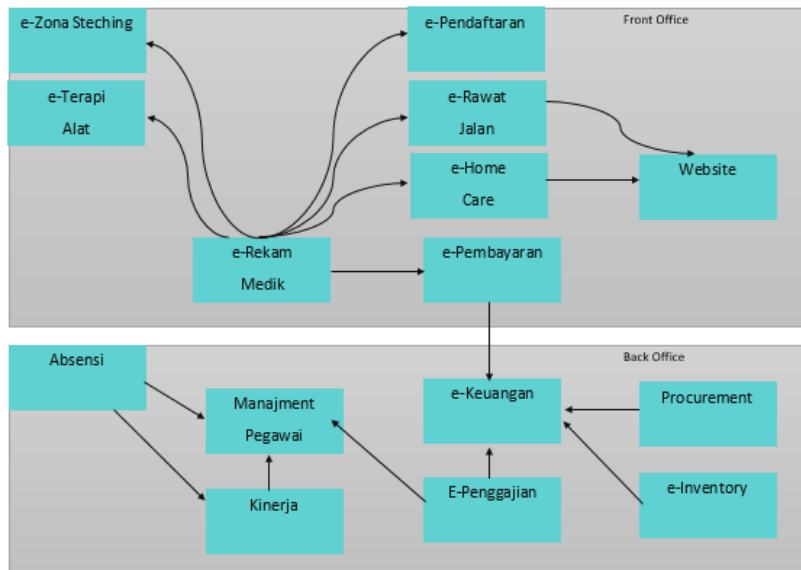 Front Office
e-Zona Steching
e-Pendaftaran
e-Terapi
Alat
e-Rawat
Jalan
e-Home
Care
Website
e-Rekam
Medik
e-Pembayaran
Back Office
Absensi
Manajment
Pegawai
e-Keuangan
Procurement
Kinerja
E-Penggajian
e-Inventory